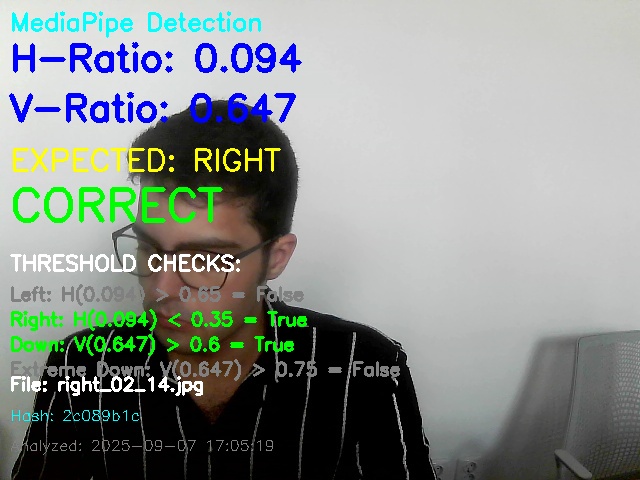 MediaPipe Detection
H-Ratio: 0.094
V-Ratio: 0.647
EXPECTED: RIGHT
CORRECT
THRESHOLD CHECKS:
Left: H(0.094) > 0.65 = False
Right: H(0.094) < 0.35 = True
Down: V(0.647) > 0.6 = True
Extreme Down: V(0.647) > 0.75 = False
File: right_02_14.jpg
Hash: 2c089b1c
Analyzed: 2025-09-07 17:05:19